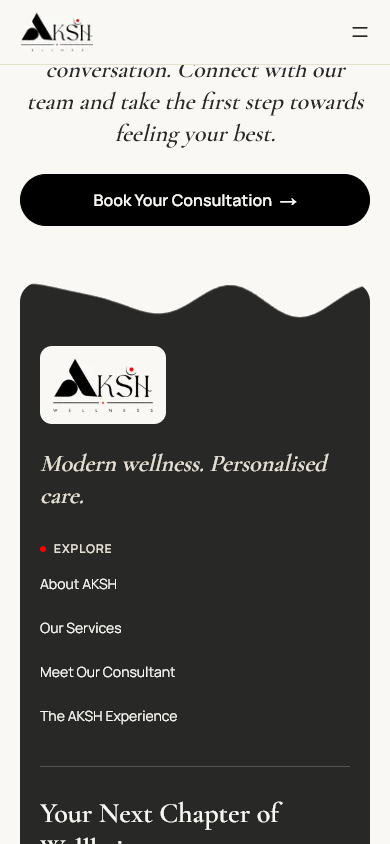 AKSH
conversation. Connect with our
team and take the first step towards
feeling your best.
Book Your Consultation →
AKSH
WELLNESS
Modern wellness. Personalised
care.
EXPLORE
About AKSH
Our Services
Meet Our Consultant
The AKSH Experience
Your Next Chapter of